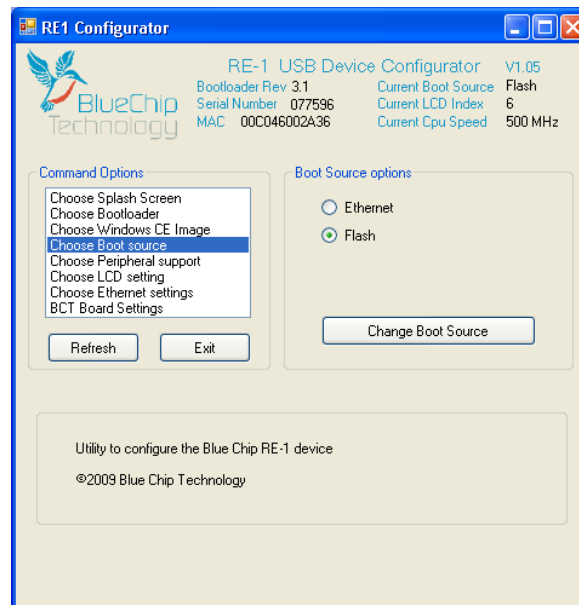 RE1 Configurator
RE-1 USB Device Configurator V1.05
BlueChip
Technology
Bootloader Rev 3.1 Current Boot Source Flash
Serial Number 077596 Current LCD Index 6
MAC 00C046002A36 Current Cpu Speed 500 MHz
Command Options
Choose Splash Screen
Choose Bootloader
Choose Windows CE Image
Choose Boot source
Choose Peripheral support
Choose LCD setting
Choose Ethernet settings
BCT Board Settings
Refresh Exit
Boot Source options
Ethernet
Flash
Change Boot Source
Utility to configure the Blue Chip RE-1 device
©2009 Blue Chip Technology